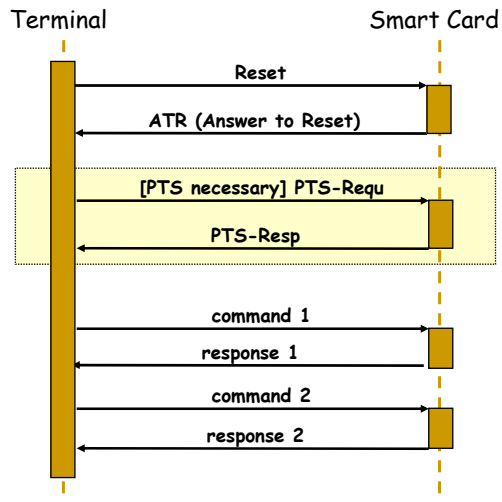 Terminal
Smart Card
Reset
ATR (Answer to Reset)
[PTS necessary] PTS-Requ
PTS-Resp
command 1
response 1
command 2
response 2